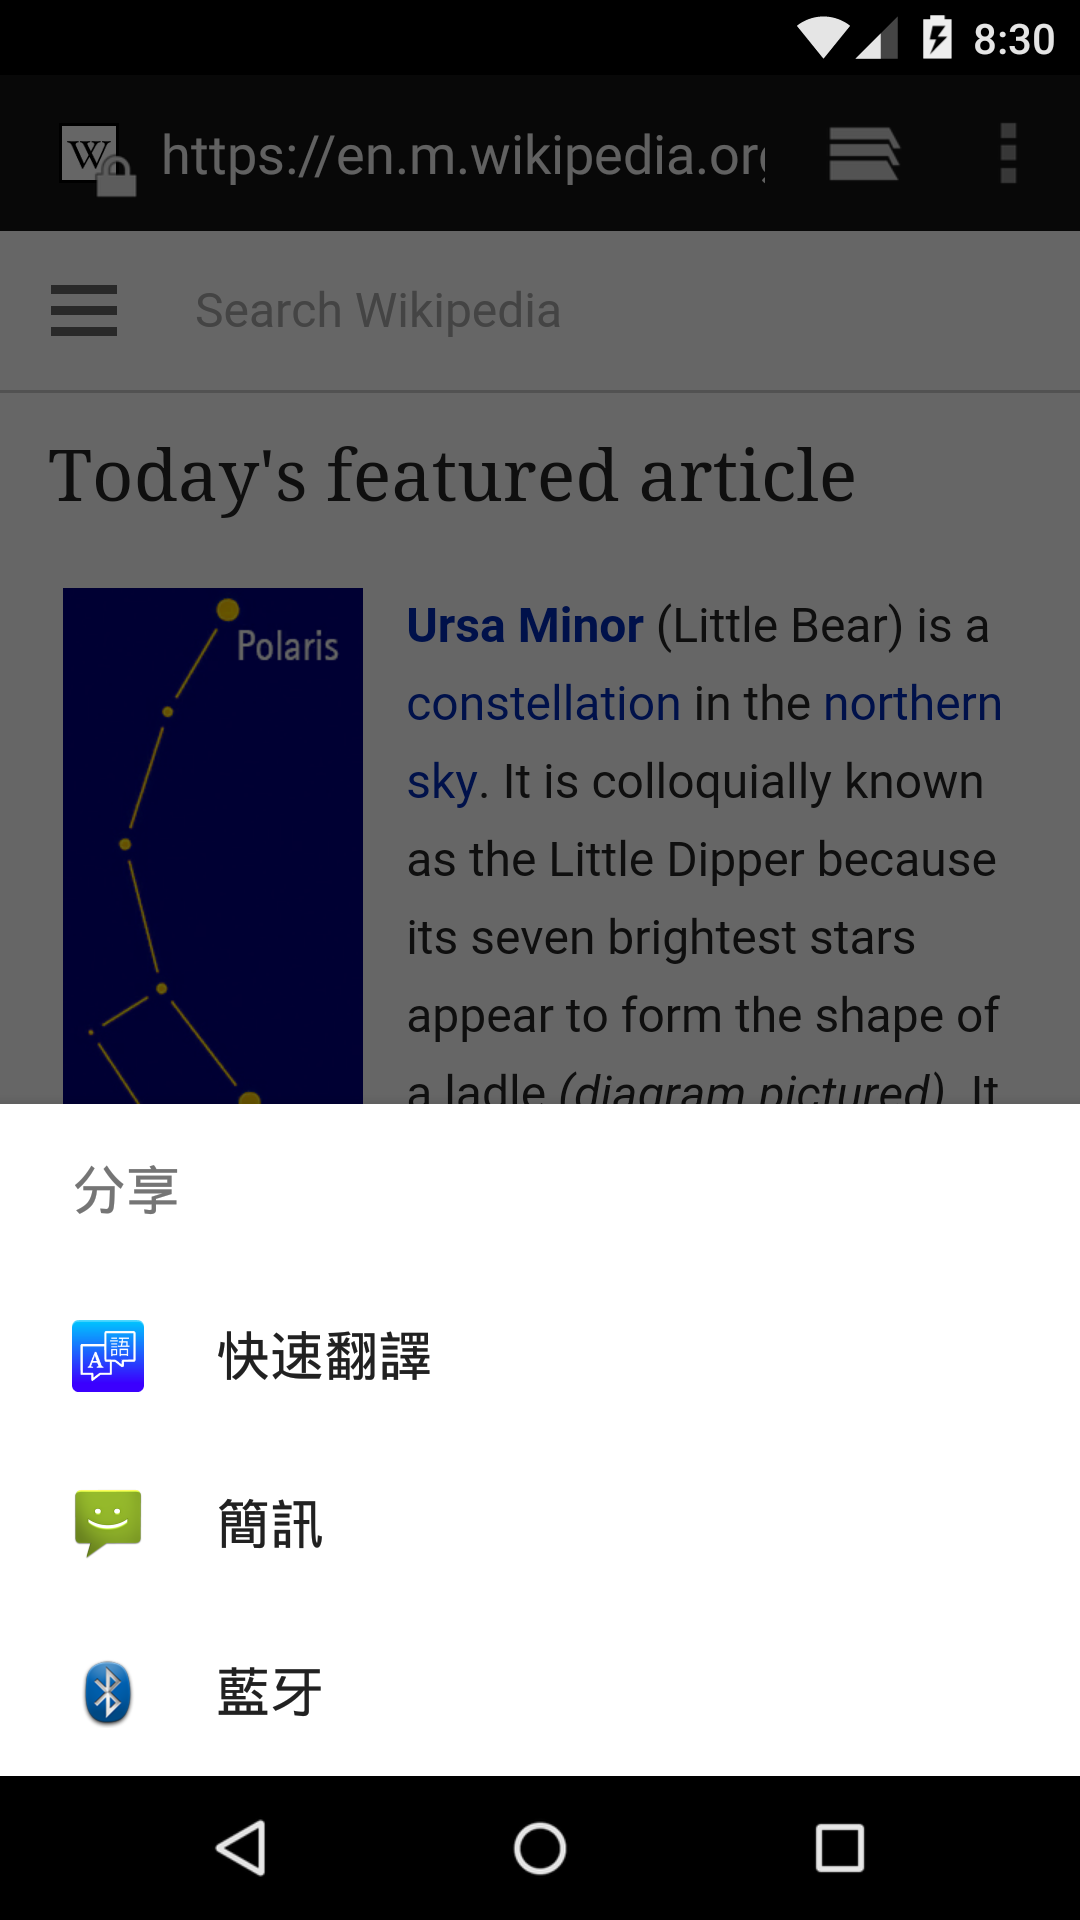 8:30
W
https://en.m.wikipedia.org
Search Wikipedia
Today's featured article
Polaris
Ursa Minor (Little Bear) is a
constellation in the northern
sky. It is colloquially known
as the Little Dipper because
its seven brightest stars
appear to form the shape of
a ladle (diagram pictured). It
分享
A 語
快速翻譯
簡訊
藍牙